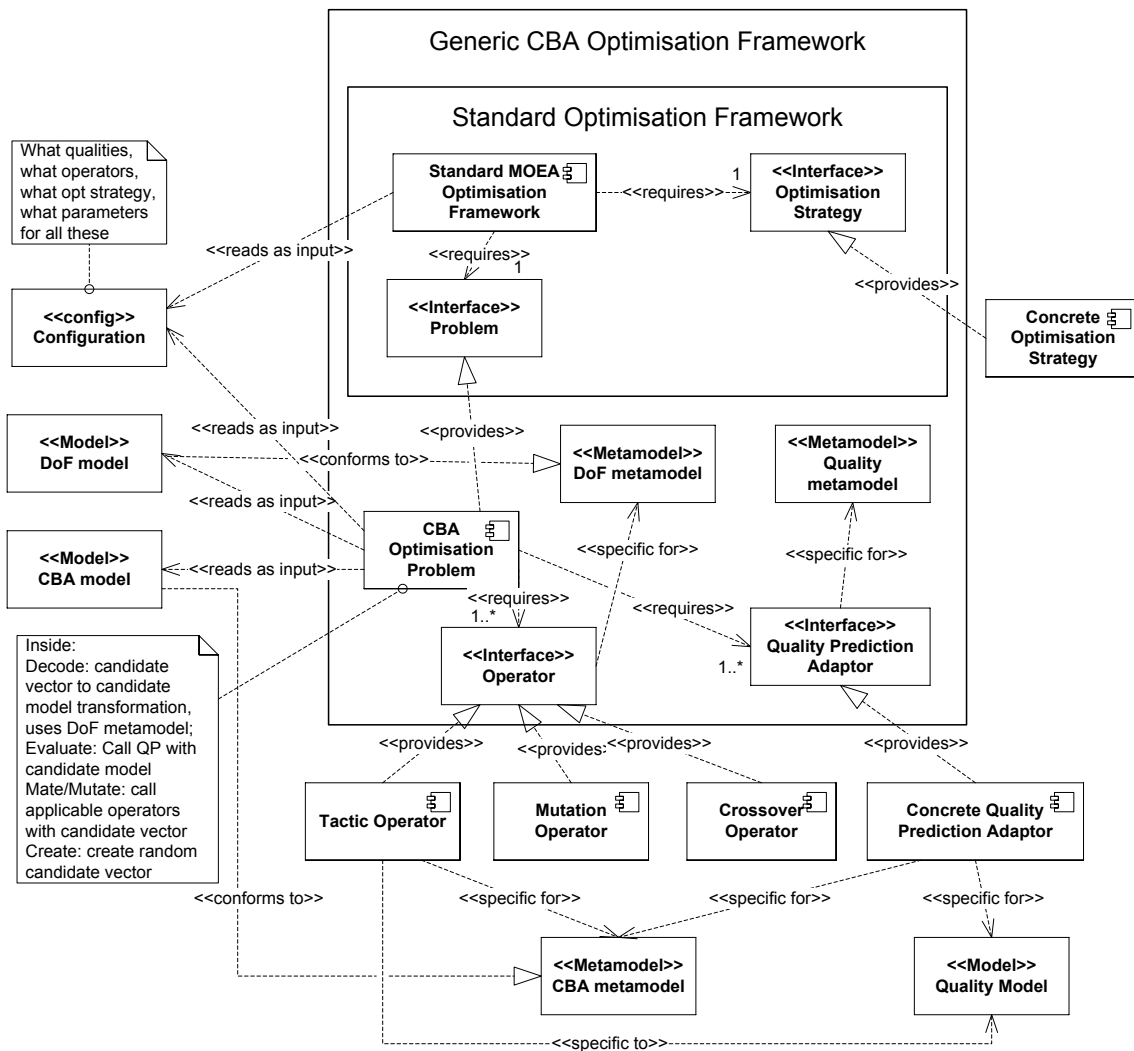 Generic CBA Optimisation Framework
Standard Optimisation Framework
What qualities,
what operators,
what opt strategy,
what parameters
for all these
Standard MOEA
Optimisation
Framework
<<requires>>
1
<<Interface>>
Optimisation
Strategy
<<reads as input>>
<<requires>>
1
<<provides>>
<<config>>
Configuration
<<Interface>>
Problem
Concrete
Optimisation
Strategy
<<reads as input>>
<<provides>>
<<Model>>
DoF model
<<conforms to>>
<<Metamodel>>
DoF metamodel
<<Metamodel>>
Quality
metamodel
<<reads as input>>
CBA
Optimisation
Problem
<<specific for>>
<<specific for>>
<<Model>>
CBA model
<<reads as input>>
<<requires>>
1..*
<<requires>>
1..*
<<Interface>>
Operator
<<Interface>>
Quality Prediction
Adaptor
Inside:
Decode: candidate
vector to candidate
model transformation,
uses DoF metamodel;
Evaluate: Call QP with
candidate model
Mate/Mutate: call
applicable operators
with candidate vector
Create: create random
candidate vector
<<provides>>
<<provides>>
<<provides>>
<<provides>>
Tactic Operator
Mutation
Operator
Crossover
Operator
Concrete Quality
Prediction Adaptor
<<conforms to>>
<<specific for>>
<<specific for>>
<<specific for>>
<<Metamodel>>
CBA metamodel
<<Model>>
Quality Model
<<specific to>>